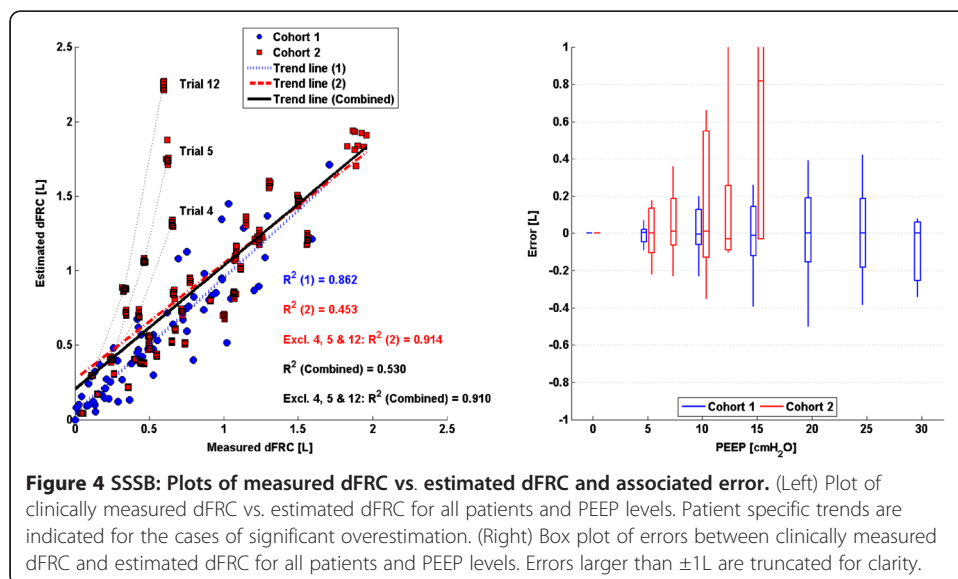 2.5
2
1.5
1
0.5
0
0
0.5
1
1.5
2
2.5
Estimated dFRC [L]
Measured dFRC [L]
Cohort 1
Cohort 2
Trend line (1)
Trend line (2)
Trend line (Combined)
Trial 12
Trial 5
Trial 4
R² (1) = 0.862
R² (2) = 0.453
Excl. 4, 5 & 12: R² (2) = 0.914
R² (Combined) = 0.530
Excl. 4, 5 & 12: R² (Combined) = 0.910
1
0.8
0.6
0.4
0.2
0
-0.2
-0.4
-0.6
-0.8
-1
Error [L]
0
5
10
15
20
25
30
PEEP [cmH₂O]
Cohort 1
Cohort 2
Figure 4 SSSB: Plots of measured dFRC vs. estimated dFRC and associated error. (Left) Plot of
clinically measured dFRC vs. estimated dFRC for all patients and PEEP levels. Patient specific trends are
indicated for the cases of significant overestimation. (Right) Box plot of errors between clinically measured
dFRC and estimated dFRC for all patients and PEEP levels. Errors larger than ±1L are truncated for clarity.